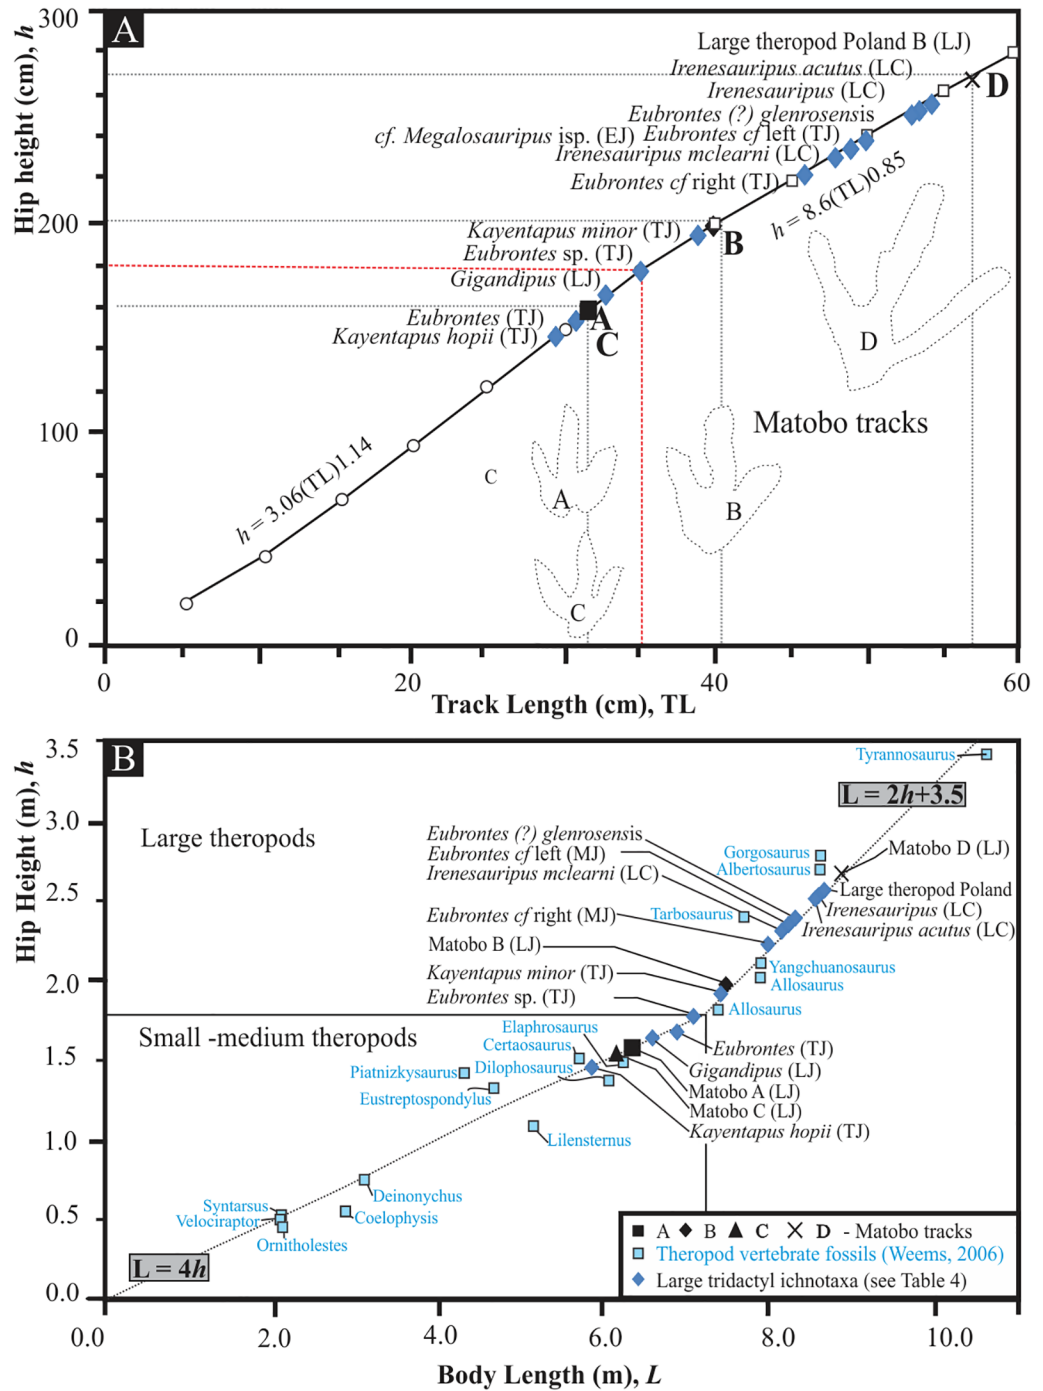 A
300
200
100
0
Hip height (cm), h
Large theropod Poland B (LJ)
Irenesauripus acutus (LC)
D
Irenesauripus (LC)
Eubrontes (?) glenrosensis
cf. Megalosauripus isp. (EJ) Eubrontes cf left (TJ)
Irenesauripus mclearni (LC)
Eubrontes cf right (TJ)
h = 8.6(TL)0.85
Kayentapus minor (TJ)
B
Eubrontes sp. (TJ)
Gigandipus (LJ)
Eubrontes (TJ)
A
Kayentapus hopii (TJ)
C
D
Matobo tracks
h = 3.06(TL)1.14
C
A
B
C
0
20
40
60
Track Length (cm), TL
B
3.5
3.0
2.5
2.0
1.5
1.0
0.5
0.0
Hip Height (m), h
Tyrannosaurus
L = 2h+3.5
Large theropods
Eubrontes (?) glenrosensis
Eubrontes cf left (MJ)
Irenesauripus mclearni (LC)
Gorgosaurus
Albertosaurus
Matobo D (LJ)
Large theropod Poland
Irenesauripus (LC)
Irenesauripus acutus (LC)
Eubrontes cf right (MJ)
Tarbosaurus
Matobo B (LJ)
Kayentapus minor (TJ)
Eubrontes sp. (TJ)
Yangchuanosaurus
Allosaurus
Allosaurus
Small -medium theropods
Elaphrosaurus
Certaosaurus
Dilophosaurus
Piatnizkysaurus
Eustreptospondylus
Eubrontes (TJ)
Gigandipus (LJ)
Matobo A (LJ)
Matobo C (LJ)
Kayentapus hopii (TJ)
Lilensternus
Deinonychus
Coelophysis
Syntarsus
Velociraptor
Ornitholestes
L = 4h
A B C D - Matobo tracks
Theropod vertebrate fossils (Weems, 2006)
Large tridactyl ichnotaxa (see Table 4)
0.0
2.0
4.0
6.0
8.0
10.0
Body Length (m), L